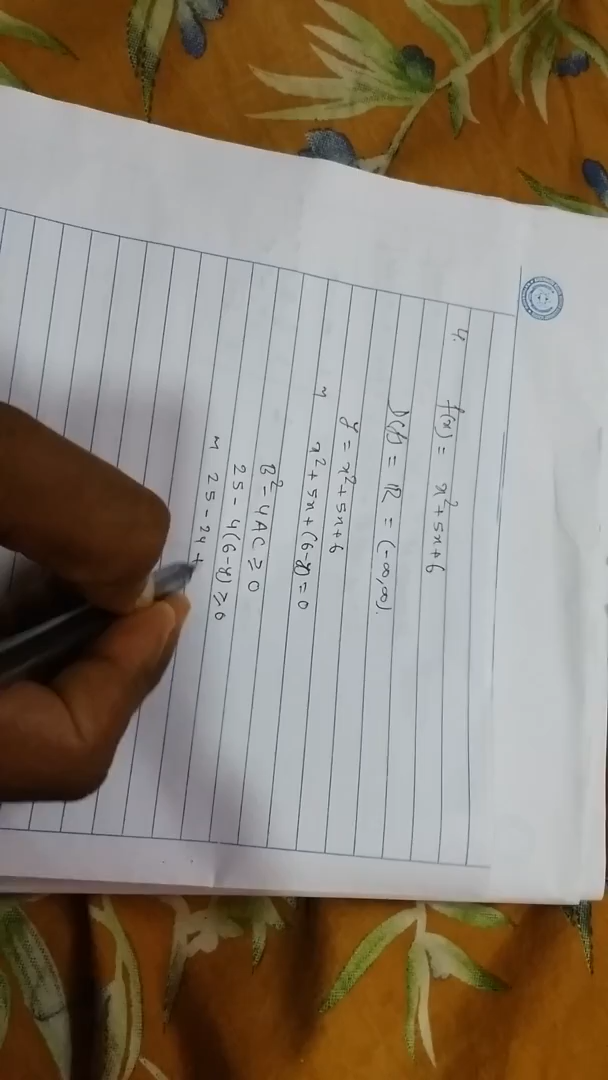 4. f(x) = x²+5x+6
D(f) = R = (-∞,∞).
y = x²+5x+6
x²+5x+(6-y)=0
B²-4AC ≥ 0
25-4(6-y) ≥ 0
25-24+